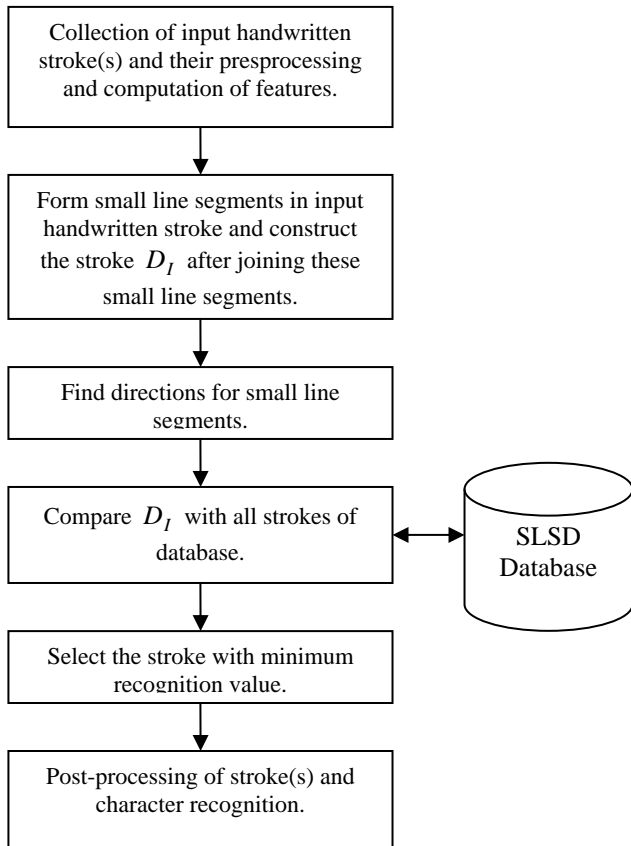 Collection of input handwritten
stroke(s) and their presprocessing
and computation of features.
Form small line segments in input
handwritten stroke and construct
the stroke D_I after joining these
small line segments.
Find directions for small line
segments.
Compare D_I with all strokes of
database.
SLSD
Database
Select the stroke with minimum
recognition value.
Post-processing of stroke(s) and
character recognition.